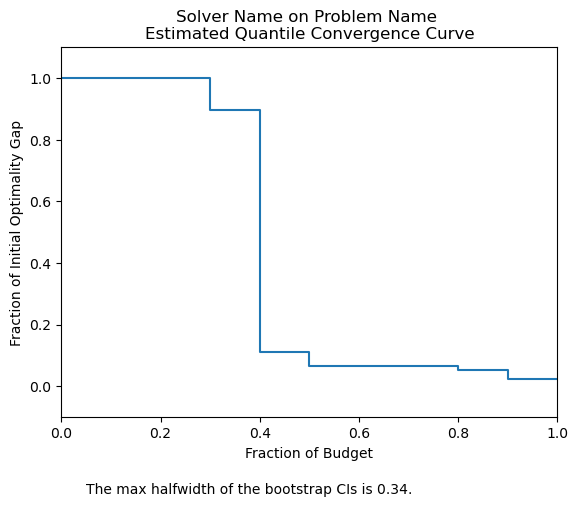 Solver Name on Problem Name
Estimated Quantile Convergence Curve
Fraction of Initial Optimality Gap
1.0
0.8
0.6
0.4
0.2
0.0
0.0 0.2 0.4 0.6 0.8 1.0
Fraction of Budget
The max halfwidth of the bootstrap CIs is 0.34.